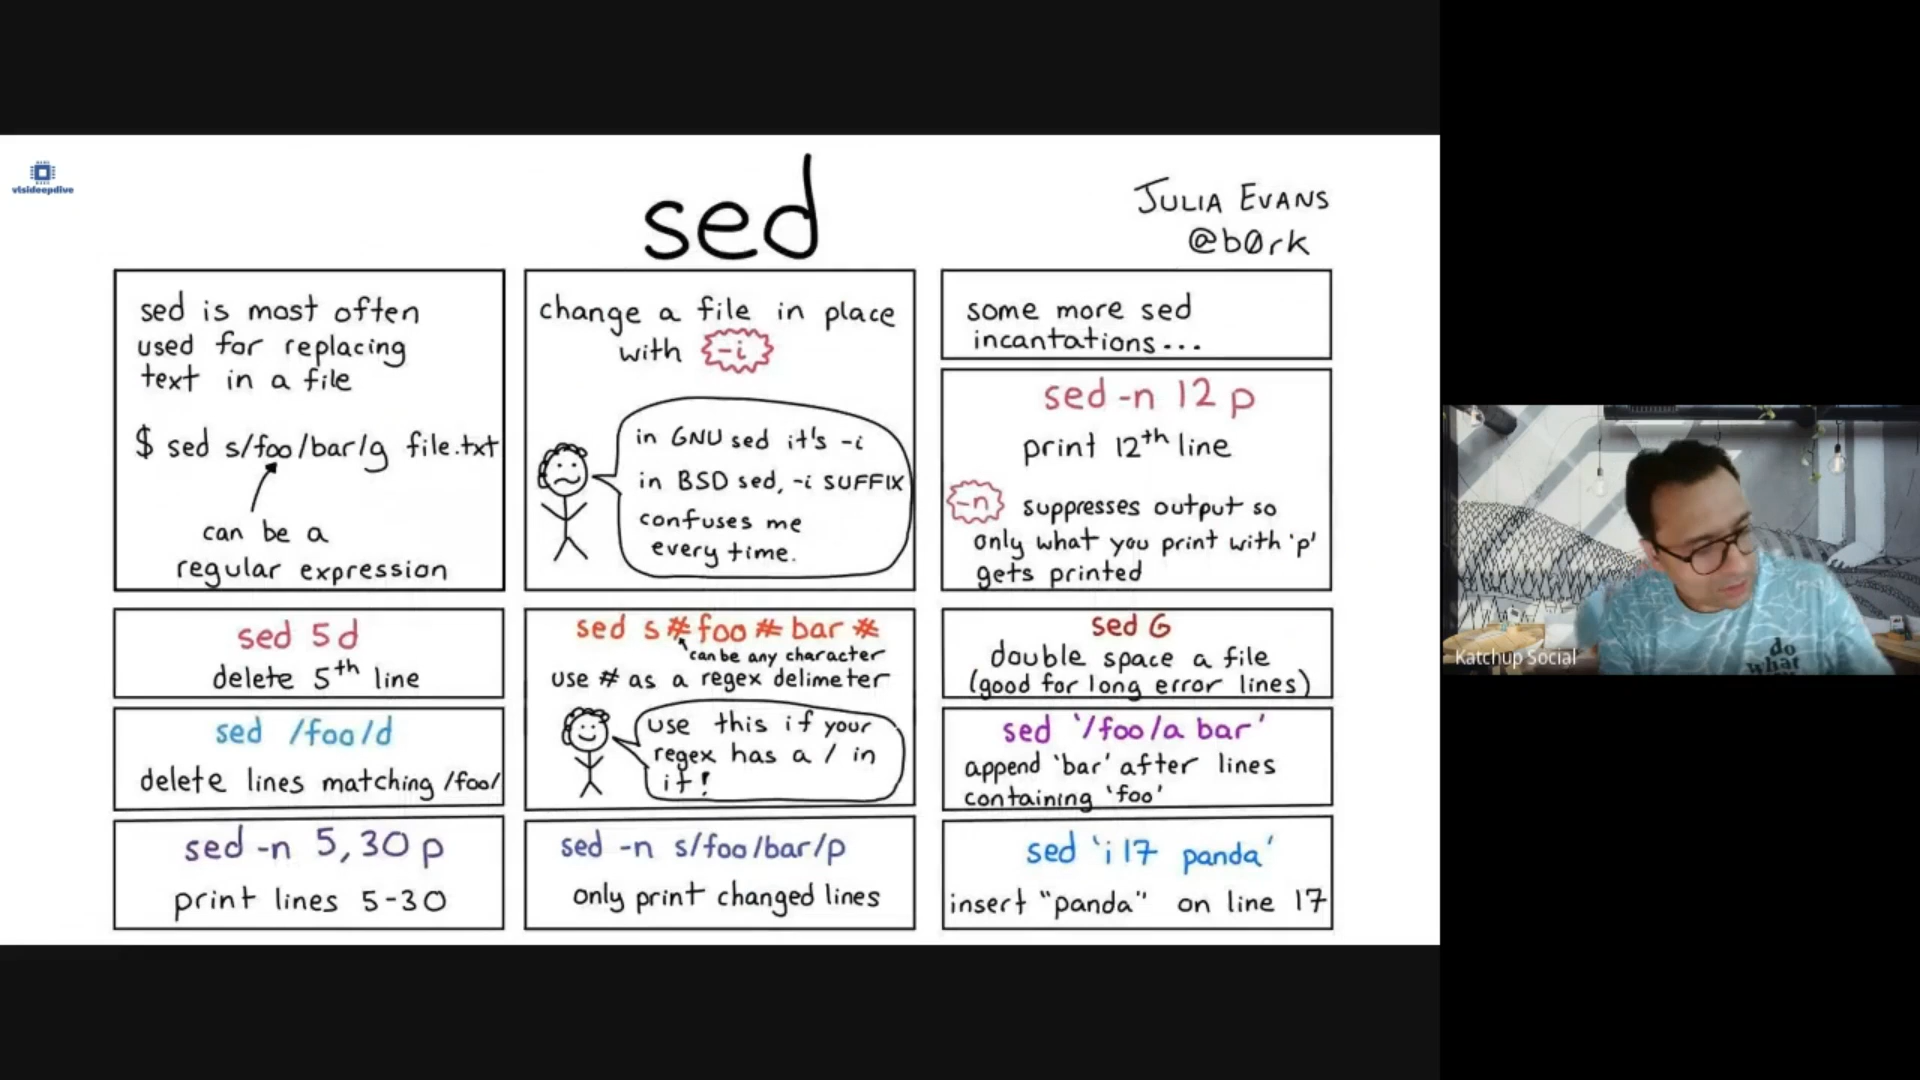 vlsideepdive
sed
JULIA EVANS
@b0rk
sed is most often
used for replacing
text in a file
$ sed s/foo/bar/g file.txt
can be a
regular expression
change a file in place
with -i
in GNU sed it's -i
in BSD sed, -i SUFFIX
confuses me
every time.
some more sed
incantations...
sed -n 12 p
print 12th line
-n suppresses output so
only what you print with 'p'
gets printed
sed 5d
delete 5th line
sed s#foo#bar#
can be any character
use # as a regex delimeter
use this if your
regex has a / in
it!
sed G
double space a file
(good for long error lines)
sed /foo/d
delete lines matching /foo/
sed '/foo/a bar'
append 'bar' after lines
containing 'foo'
sed -n 5,30 p
print lines 5-30
sed -n s/foo/bar/p
only print changed lines
sed 'i 17 panda'
insert "panda" on line 17
Katchup Social
do
what